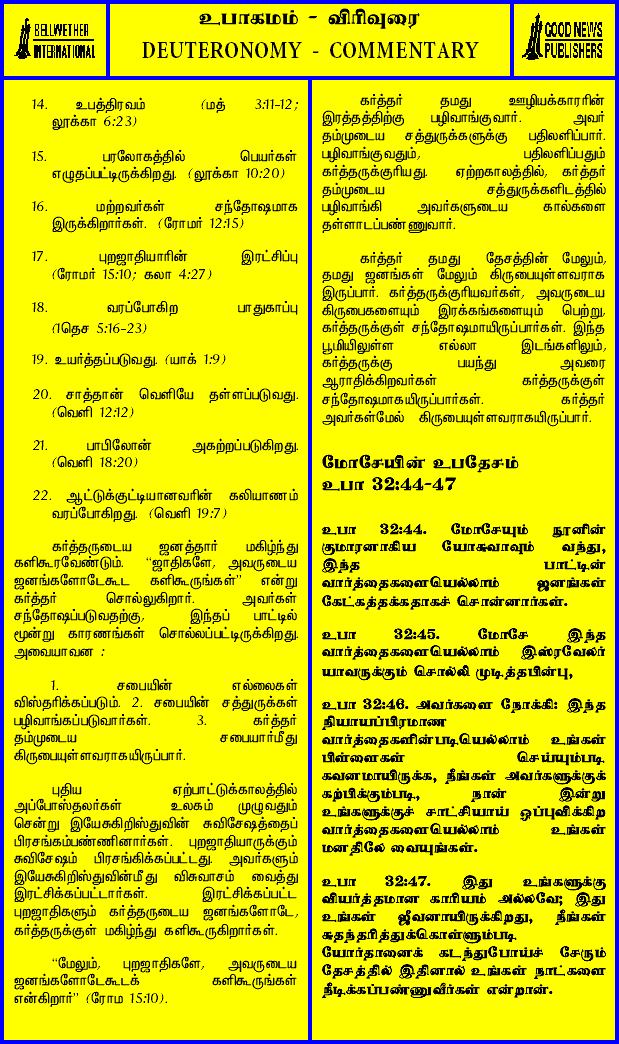 BELLWETHER
INTERNATIONAL
உபாகமம் - விரிவுரை
DEUTERONOMY - COMMENTARY
GOOD NEWS
PUBLISHERS
14. உபத்திரவம் (மத் 3:11-12;
லூக்கா 6:23)
15. பரலோகத்தில் பெயர்கள்
எழுதப்பட்டிருக்கிறது. (லூக்கா 10:20)
16. மற்றவர்கள் சந்தோஷமாக
இருக்கிறார்கள். (ரோமர் 12:15)
17. புறஜாதியாரின் இரட்சிப்பு
(ரோமர் 15:10; கலா 4:27)
18. வரப்போகிற பாதுகாப்பு
(1தெச 5:16-23)
19. உயர்த்தப்படுவது. (யாக் 1:9)
20. சாத்தான் வெளியே தள்ளப்படுவது.
(வெளி 12:12)
21. பாபிலோன் அகற்றப்படுகிறது.
(வெளி 18:20)
22. ஆட்டுக்குட்டியானவரின் கலியாணம்
வரப்போகிறது. (வெளி 19:7)
கர்த்தருடைய ஜனத்தார் மகிழ்ந்து
களிகூரவேண்டும். "ஜாதிகளே, அவருடைய
ஜனங்களோடேகூட களிகூருங்கள்" என்று
கர்த்தர் சொல்லுகிறார். அவர்கள்
சந்தோஷப்படுவதற்கு, இந்தப் பாட்டில்
மூன்று காரணங்கள் சொல்லப்பட்டிருக்கிறது.
அவையாவன :
1. சபையின் எல்லைகள்
விஸ்தரிக்கப்படும். 2. சபையின் சத்துருக்கள்
பழிவாங்கப்படுவார்கள். 3. கர்த்தர்
தம்முடைய சபையார்மீது
கிருபையுள்ளவராகயிருப்பார்.
புதிய ஏற்பாட்டுக்காலத்தில்
அப்போஸ்தலர்கள் உலகம் முழுவதும்
சென்று இயேசுகிறிஸ்துவின் சுவிசேஷத்தைப்
பிரசங்கம்பண்ணினார்கள். புறஜாதியாருக்கும்
சுவிசேஷம் பிரசங்கிக்கப்பட்டது. அவர்களும்
இயேசுகிறிஸ்துவின்மீது விசுவாசம் வைத்து
இரட்சிக்கப்பட்டார்கள். இரட்சிக்கப்பட்ட
புறஜாதிகளும் கர்த்தருடைய ஜனங்களோடே,
கர்த்தருக்குள் மகிழ்ந்து களிகூருகிறார்கள்.
"மேலும், புறஜாதிகளே, அவருடைய
ஜனங்களோடேகூடக் களிகூருங்கள்
என்கிறார்" (ரோம 15:10).
கர்த்தர் தமது ஊழியக்காரரின்
இரத்தத்திற்கு பழிவாங்குவார். அவர்
தம்முடைய சத்துருக்களுக்கு பதிலளிப்பார்.
பழிவாங்குவதும், பதிலளிப்பதும்
கர்த்தருக்குரியது. ஏற்றகாலத்தில், கர்த்தர்
தம்முடைய சத்துருக்களிடத்தில்
பழிவாங்கி அவர்களுடைய கால்களை
தள்ளாடப்பண்ணுவார்.
கர்த்தர் தமது தேசத்தின் மேலும்,
தமது ஜனங்கள் மேலும் கிருபையுள்ளவராக
இருப்பார். கர்த்தருக்குரியவர்கள், அவருடைய
கிருபைகளையும் இரக்கங்களையும் பெற்று,
கர்த்தருக்குள் சந்தோஷமாயிருப்பார்கள். இந்த
பூமியிலுள்ள எல்லா இடங்களிலும்,
கர்த்தருக்கு பயந்து அவரை
ஆராதிக்கிறவர்கள் கர்த்தருக்குள்
சந்தோஷமாகயிருப்பார்கள். கர்த்தர்
அவர்கள்மேல் கிருபையுள்ளவராகயிருப்பார்.
மோசேயின் உபதேசம்
உபா 32:44-47
உபா 32:44. மோசேயும் நூனின்
குமாரனாகிய யோசுவாவும் வந்து,
இந்த பாட்டின்
வார்த்தைகளையெல்லாம் ஜனங்கள்
கேட்கத்தக்கதாகச் சொன்னார்கள்.
உபா 32:45. மோசே இந்த
வார்த்தைகளையெல்லாம் இஸ்ரவேலர்
யாவருக்கும் சொல்லி முடித்தபின்பு,
உபா 32:46. அவர்களை நோக்கி: இந்த
நியாயப்பிரமாண
வார்த்தைகளின்படியெல்லாம் உங்கள்
பிள்ளைகள் செய்யும்படி
கவனமாயிருக்க, நீங்கள் அவர்களுக்குக்
கற்பிக்கும்படி, நான் இன்று
உங்களுக்குச் சாட்சியாய் ஒப்புவிக்கிற
வார்த்தைகளையெல்லாம் உங்கள்
மனதிலே வையுங்கள்.
உபா 32:47. இது உங்களுக்கு
வியர்த்தமான காரியம் அல்லவே; இது
உங்கள் ஜீவனாயிருக்கிறது, நீங்கள்
சுதந்தரித்துக்கொள்ளும்படி
யோர்தானைக் கடந்துபோய்ச் சேரும்
தேசத்தில் இதினால் உங்கள் நாட்களை
நீடிக்கப்பண்ணுவீர்கள் என்றான்.